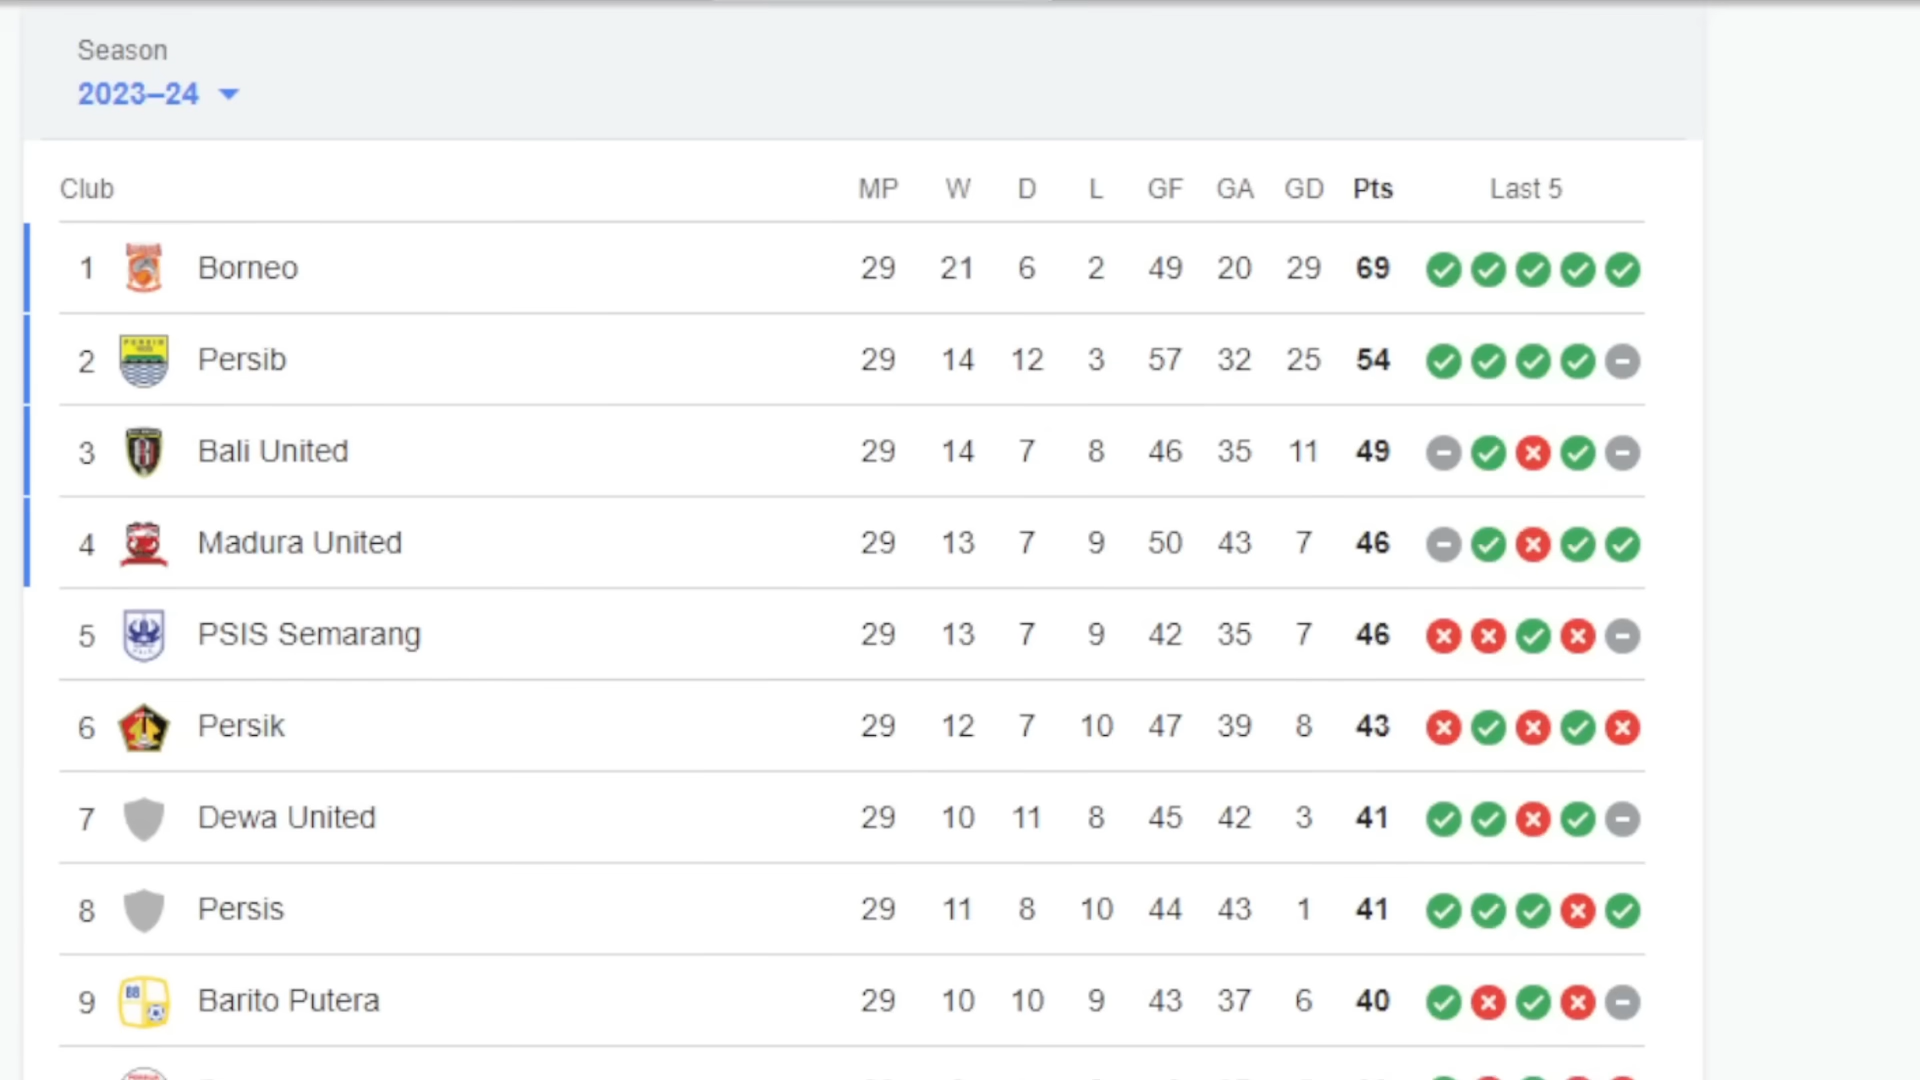 Season
2023–24
Club MP W D L GF GA GD Pts Last 5
1 Borneo 29 21 6 2 49 20 29 69
2 Persib 29 14 12 3 57 32 25 54
3 Bali United 29 14 7 8 46 35 11 49
4 Madura United 29 13 7 9 50 43 7 46
5 PSIS Semarang 29 13 7 9 42 35 7 46
6 Persik 29 12 7 10 47 39 8 43
7 Dewa United 29 10 11 8 45 42 3 41
8 Persis 29 11 8 10 44 43 1 41
9 Barito Putera 29 10 10 9 43 37 6 40